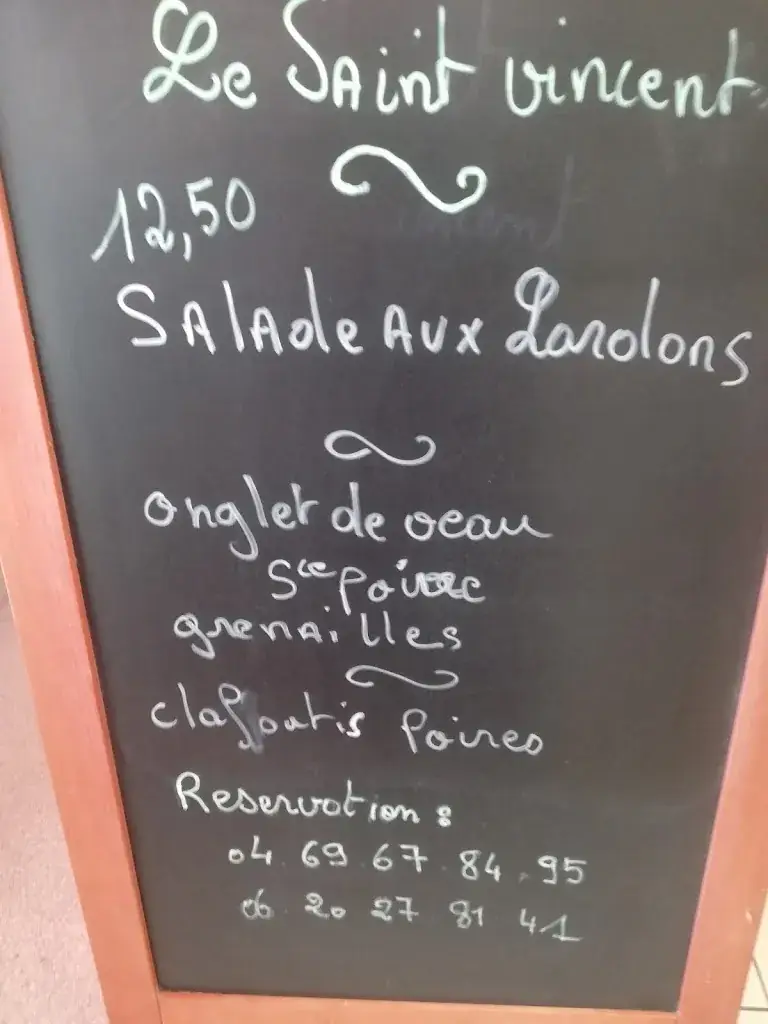 Le Saint vincent
12,50
Salade aux Lardons
onglet de veau
Sce poivre
grenailles
clafoutis Poires
Reservation :
04 69 67 84 95
06 20 27 81 41